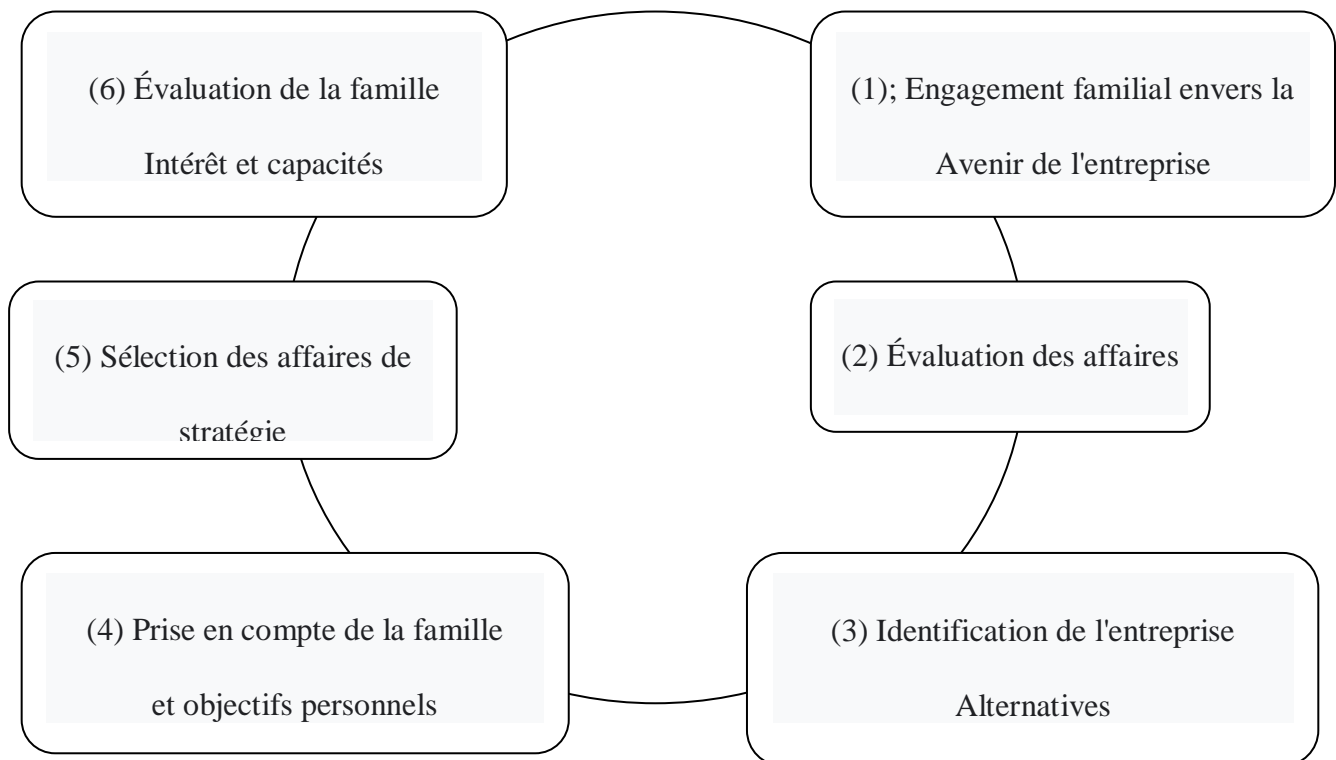 (6) Évaluation de la famille
Intérêt et capacités
(1); Engagement familial envers la
Avenir de l'entreprise
(5) Sélection des affaires de
stratégie
(2) Évaluation des affaires
(4) Prise en compte de la famille
et objectifs personnels
(3) Identification de l'entreprise
Alternatives